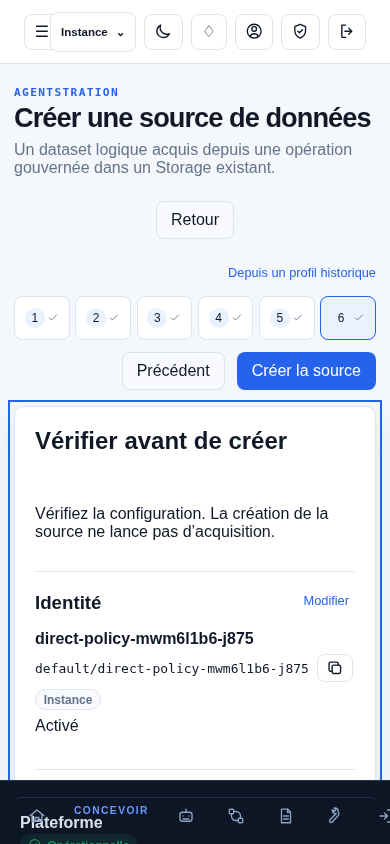 Instance
AGENTSTRATION
Créer une source de données
Un dataset logique acquis depuis une opération
gouvernée dans un Storage existant.
Retour
Depuis un profil historique
1 2 3 4 5 6
Précédent Créer la source
Vérifier avant de créer
Vérifiez la configuration. La création de la
source ne lance pas d’acquisition.
Identité Modifier
direct-policy-mwm6l1b6-j875
default/direct-policy-mwm6l1b6-j875
Instance
Activé
CONCEVOIR
Plateforme
Opérationnelle